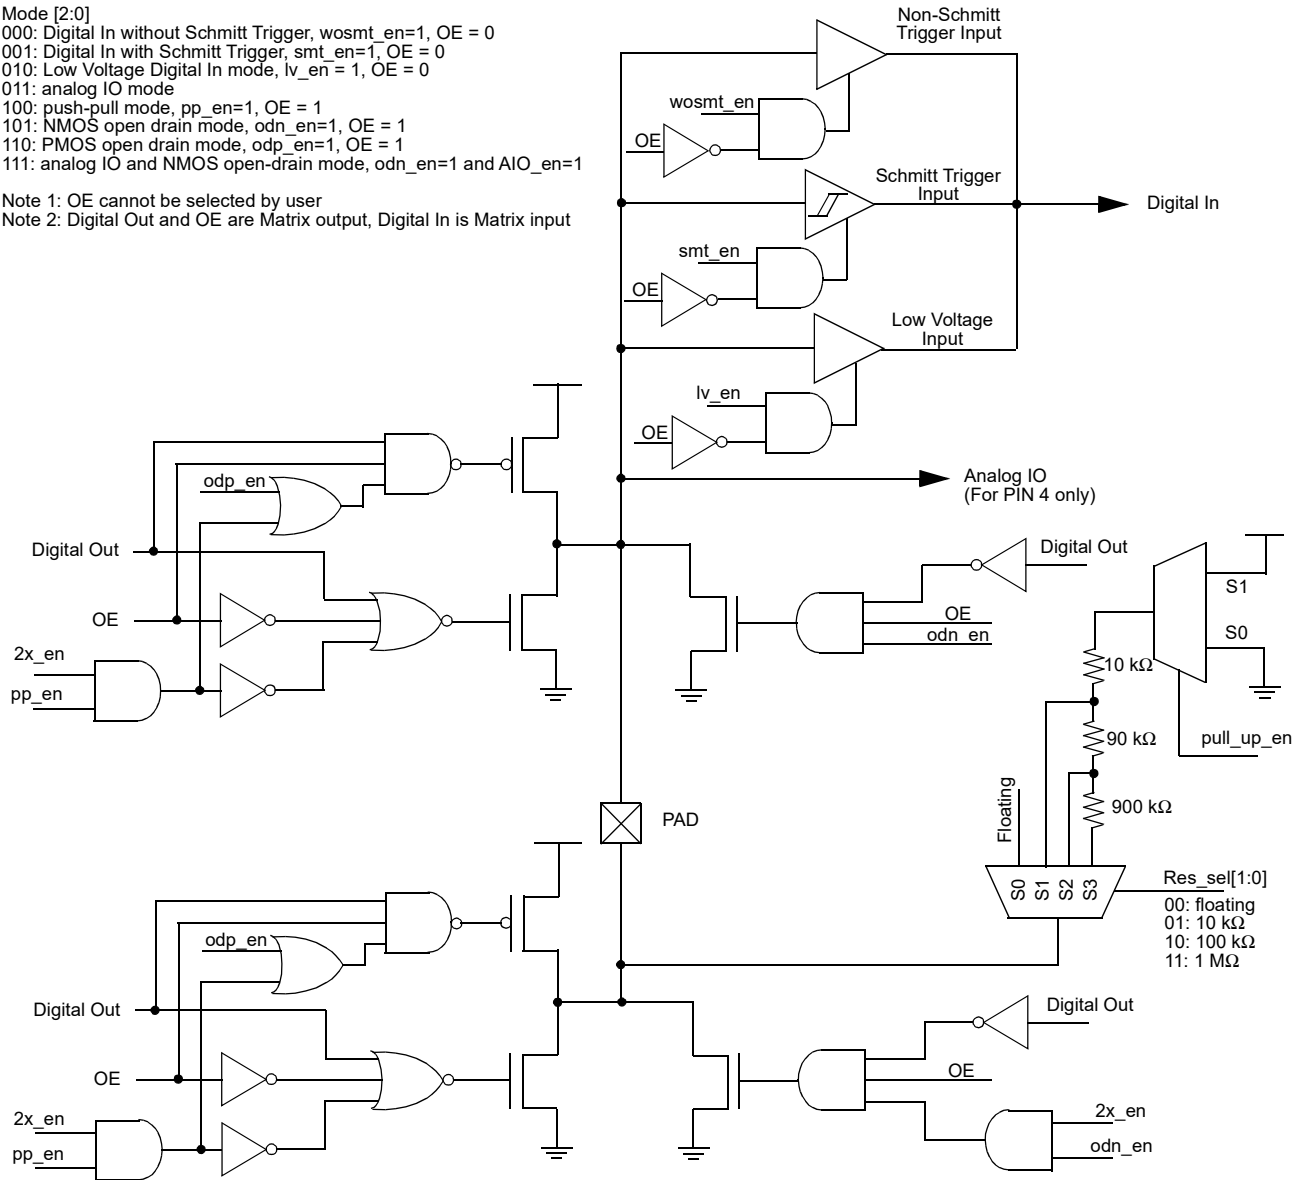 Mode [2:0]
000: Digital In without Schmitt Trigger, wosmt_en=1, OE = 0
001: Digital In with Schmitt Trigger, smt_en=1, OE = 0
010: Low Voltage Digital In mode, lv_en = 1, OE = 0
011: analog IO mode
100: push-pull mode, pp_en=1, OE = 1
101: NMOS open drain mode, odn_en=1, OE = 1
110: PMOS open drain mode, odp_en=1, OE = 1
111: analog IO and NMOS open-drain mode, odn_en=1 and AIO_en=1
Note 1: OE cannot be selected by user
Note 2: Digital Out and OE are Matrix output, Digital In is Matrix input
Non-Schmitt
Trigger Input
wosmt_en
OE
Schmitt Trigger
Input
Digital In
smt_en
OE
Low Voltage
Input
lv_en
OE
Analog IO
(For PIN 4 only)
odp_en
Digital Out
OE
2x_en
pp_en
Digital Out
OE
odn_en
S1
S0
10 kΩ
90 kΩ
pull_up_en
900 kΩ
Floating
PAD
S0
S1
S2
S3
Res_sel[1:0]
00: floating
01: 10 kΩ
10: 100 kΩ
11: 1 MΩ
odp_en
Digital Out
OE
2x_en
pp_en
Digital Out
OE
2x_en
odn_en